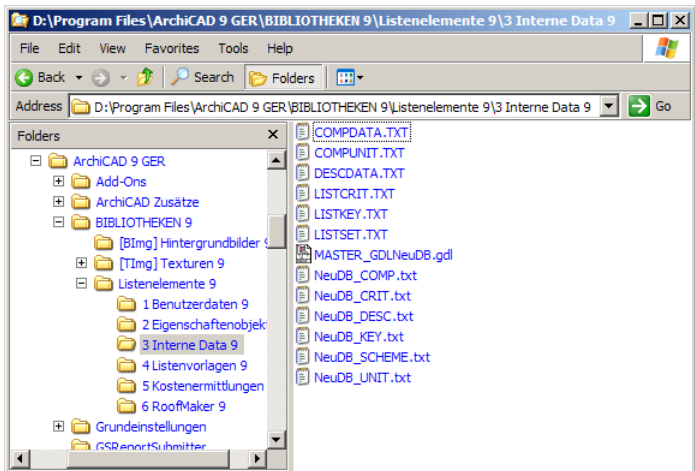 D:\Program Files\ArchiCAD 9 GER\BIBLIOTHEKEN 9\Listenelemente 9\3 Interne Data 9
File Edit View Favorites Tools Help
Back Search Folders
Address D:\Program Files\ArchiCAD 9 GER\BIBLIOTHEKEN 9\Listenelemente 9\3 Interne Data 9 Go
Folders
ArchiCAD 9 GER
Add-Ons
ArchiCAD Zusätze
BIBLIOTHEKEN 9
[BImg] Hintergrundbilder 9
[TImg] Texturen 9
Listenelemente 9
1 Benutzerdaten 9
2 Eigenschaftenobjek
3 Interne Data 9
4 Listenvorlagen 9
5 Kostenermittlungen
6 RoofMaker 9
Grundeinstellungen
GSReportSubmitter
COMPDATA.TXT
COMPUNIT.TXT
DESCDATA.TXT
LISTCRIT.TXT
LISTKEY.TXT
LISTSET.TXT
MASTER_GDLNeuDB.gdl
NeuDB_COMP.txt
NeuDB_CRIT.txt
NeuDB_DESC.txt
NeuDB_KEY.txt
NeuDB_SCHEME.txt
NeuDB_UNIT.txt